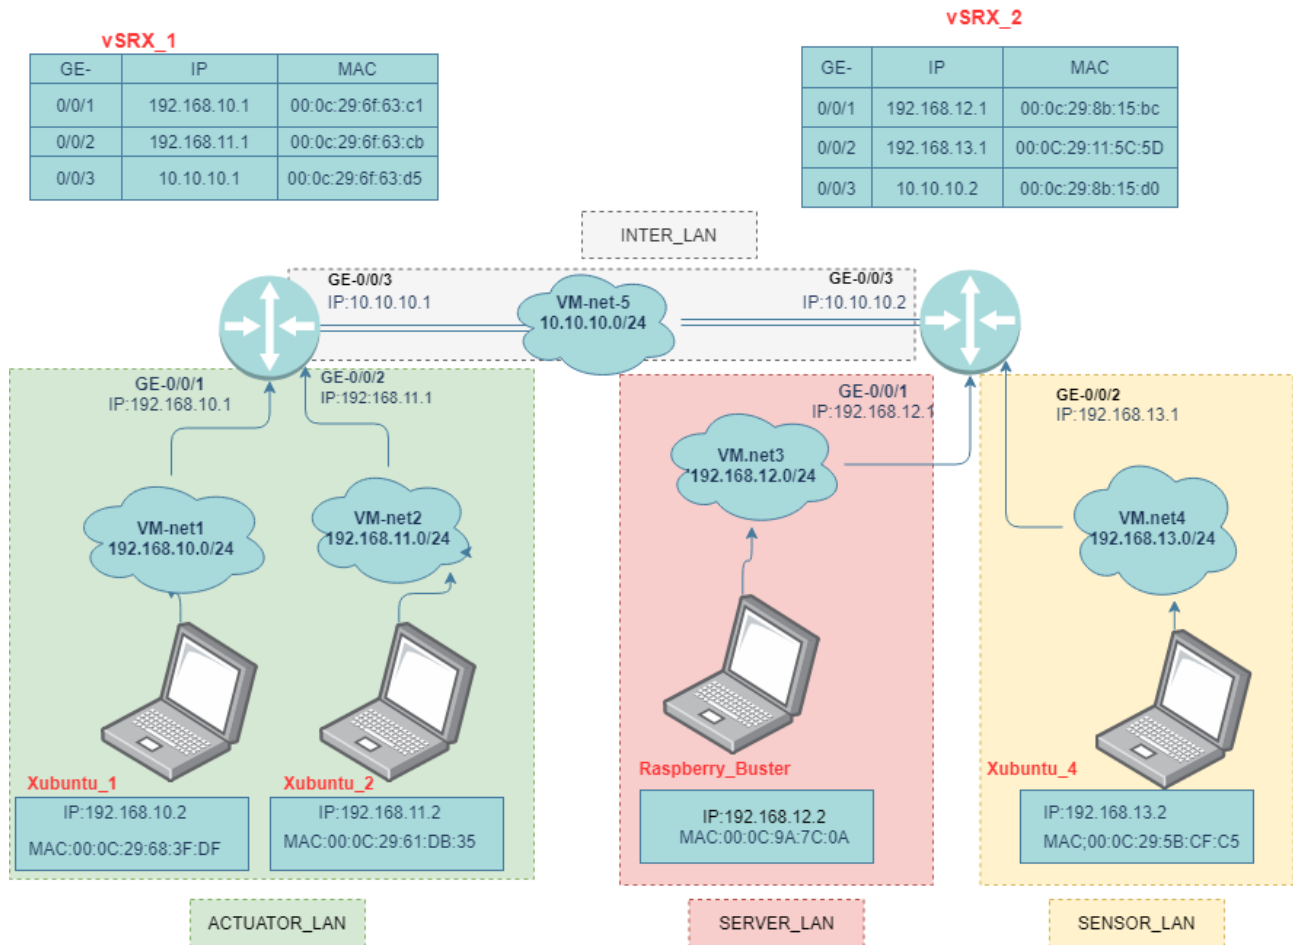 vSRX_1
GE- IP MAC
0/0/1 192.168.10.1 00:0c:29:6f:63:c1
0/0/2 192.168.11.1 00:0c:29:6f:63:cb
0/0/3 10.10.10.1 00:0c:29:6f:63:d5
vSRX_2
GE- IP MAC
0/0/1 192.168.12.1 00:0c:29:8b:15:bc
0/0/2 192.168.13.1 00:0C:29:11:5C:5D
0/0/3 10.10.10.2 00:0c:29:8b:15:d0
INTER_LAN
GE-0/0/3
IP:10.10.10.1
VM-net-5
10.10.10.0/24
GE-0/0/3
IP:10.10.10.2
GE-0/0/1
IP:192.168.10.1
GE-0/0/2
IP:192:168.11.1
GE-0/0/1
IP:192.168.12.1
GE-0/0/2
IP:192.168.13.1
VM-net1
192.168.10.0/24
VM-net2
192.168.11.0/24
VM.net3
192.168.12.0/24
VM.net4
192.168.13.0/24
Xubuntu_1
IP:192.168.10.2
MAC:00:0C:29:68:3F:DF
Xubuntu_2
IP:192.168.11.2
MAC:00:0C:29:61:DB:35
Raspberry_Buster
IP:192.168.12.2
MAC:00:0C:9A:7C:0A
Xubuntu_4
IP:192.168.13.2
MAC;00:0C:29:5B:CF:C5
ACTUATOR_LAN
SERVER_LAN
SENSOR_LAN